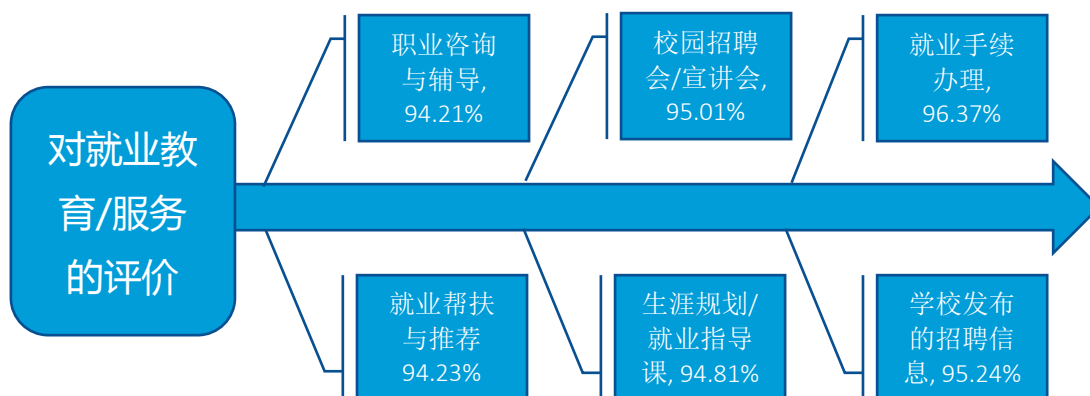 对就业教
育/服务
的评价
职业咨询
与辅导,
94.21%
校园招聘
会/宣讲会,
95.01%
就业手续
办理,
96.37%
就业帮扶
与推荐
94.23%
生涯规划/
就业指导
课, 94.81%
学校发布
的招聘信
息, 95.24%